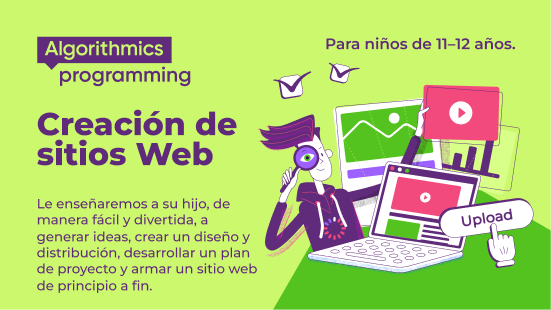 Algorithmics
programming
Para niños de 11–12 años.
Creación de
sitios Web
Le enseñaremos a su hijo, de
manera fácil y divertida, a
generar ideas, crear un diseño y
distribución, desarrollar un plan
de proyecto y armar un sitio web
de principio a fin.
Upload